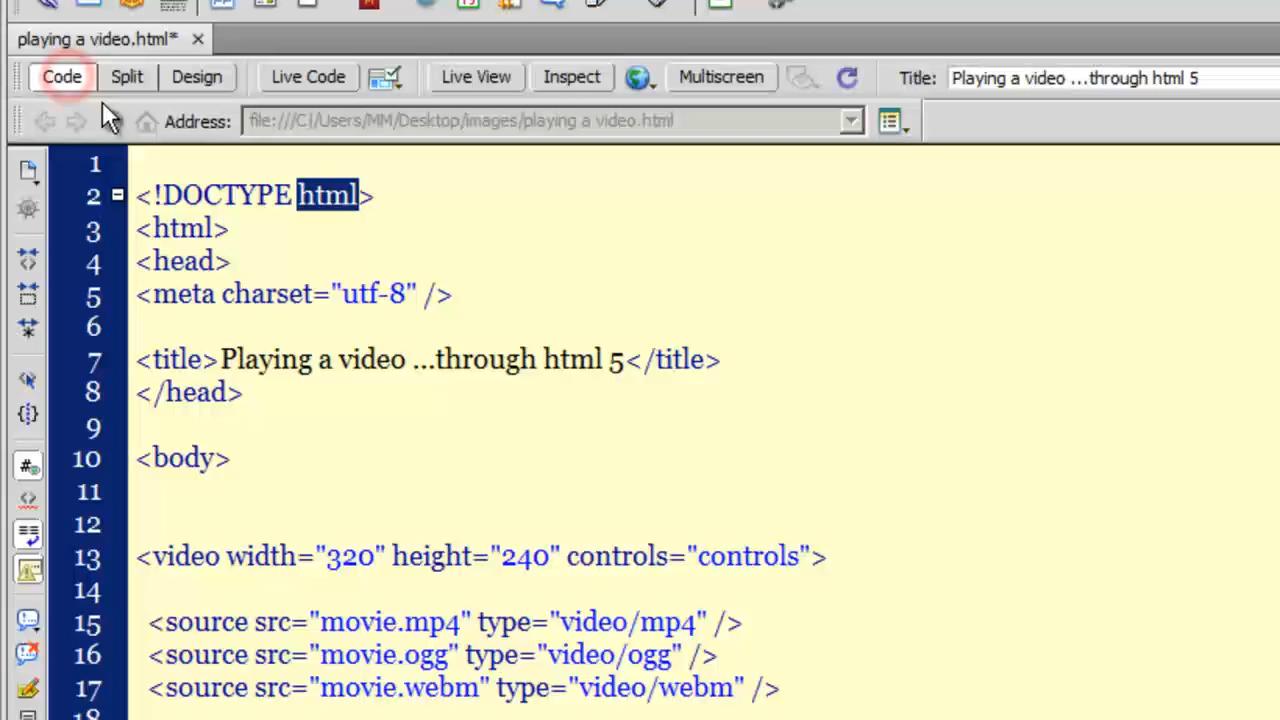 playing a video.html*
Code Split Design Live Code Live View Inspect Multiscreen Title: Playing a video ...through html 5
Address: file:///C|/Users/MM/Desktop/images/playing a video.html
1
2 <!DOCTYPE html>
3 <html>
4 <head>
5 <meta charset="utf-8" />
6
7 <title>Playing a video ...through html 5</title>
8 </head>
9
10 <body>
11
12
13 <video width="320" height="240" controls="controls">
14
15 <source src="movie.mp4" type="video/mp4" />
16 <source src="movie.ogg" type="video/ogg" />
17 <source src="movie.webm" type="video/webm" />
18